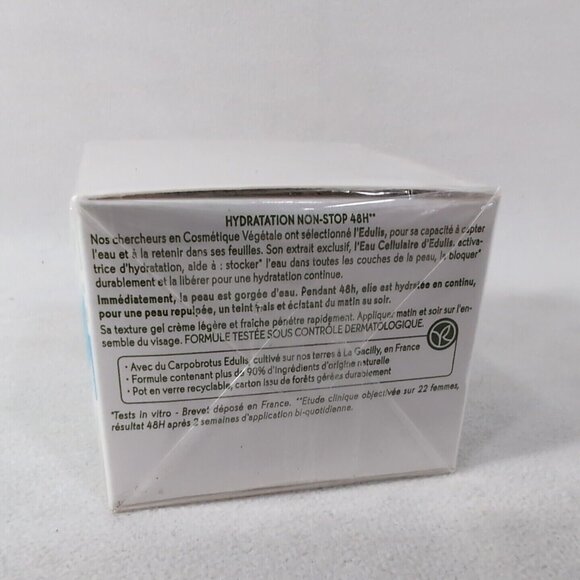 HYDRATATION NON-STOP 48H**
Nos chercheurs en Cosmétique Végétale ont sélectionné l'Edulis, pour sa capacité à capter
l'eau et à la retenir dans ses feuilles. Son extrait exclusif, l'Eau Cellulaire d'Edulis, activa-
trice d'hydratation, aide à : stocker* l'eau dans toutes les couches de la peau, la bloquer*
durablement et la libérer pour une hydratation continue.
Immédiatement, la peau est gorgée d'eau. Pendant 48h, elle est hydratée en continu,
pour une peau repulpée, un teint frais et éclatant du matin au soir.
Sa texture gel crème légère et fraîche pénètre rapidement. Appliquer matin et soir sur l'en-
semble du visage. FORMULE TESTÉE SOUS CONTRÔLE DERMATOLOGIQUE.
• Avec du Carpobrotus Edulis, cultivé sur nos terres à La Gacilly, en France
• Formule contenant plus de 90% d'ingrédients d'origine naturelle
• Pot en verre recyclable, carton issu de forêts gérées durablement
*Tests in vitro - Brevet déposé en France. **Etude clinique objectivée sur 22 femmes,
résultat 48H après 2 semaines d'application bi-quotidienne.